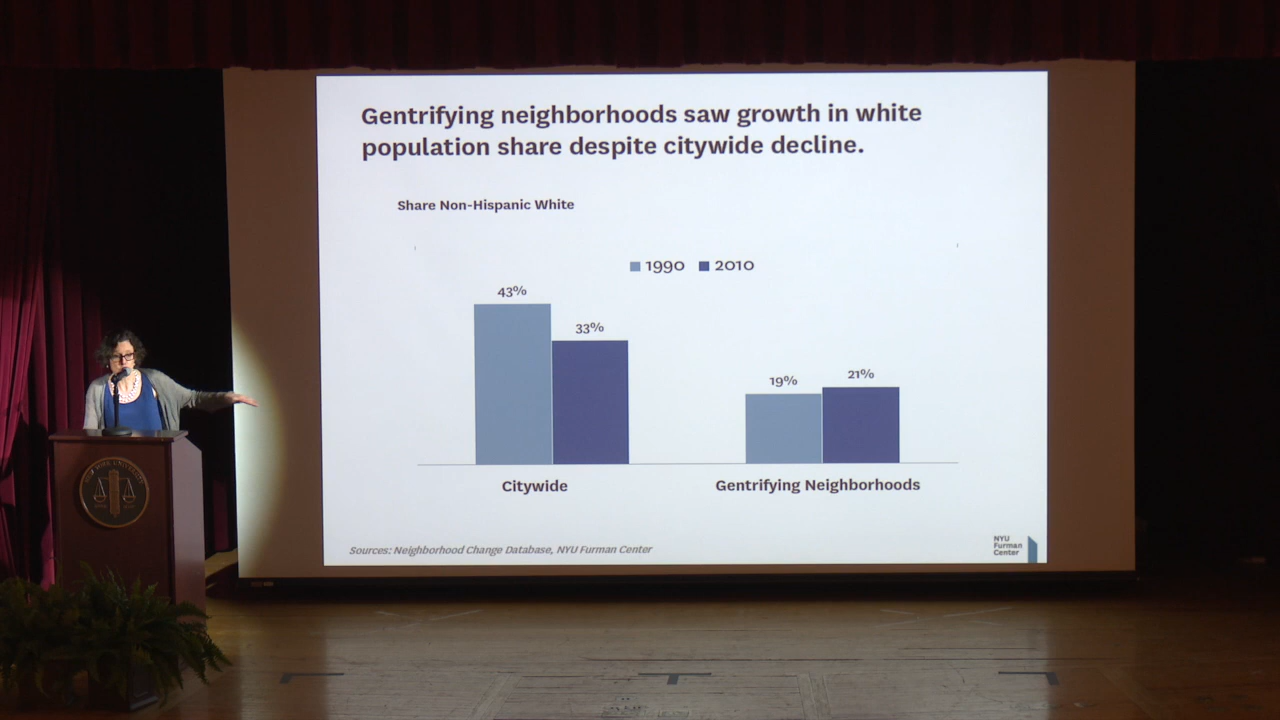 Gentrifying neighborhoods saw growth in white
population share despite citywide decline.
Share Non-Hispanic White
1990 2010
43%
33%
19%
21%
Citywide
Gentrifying Neighborhoods
Sources: Neighborhood Change Database, NYU Furman Center
NYU
Furman
Center